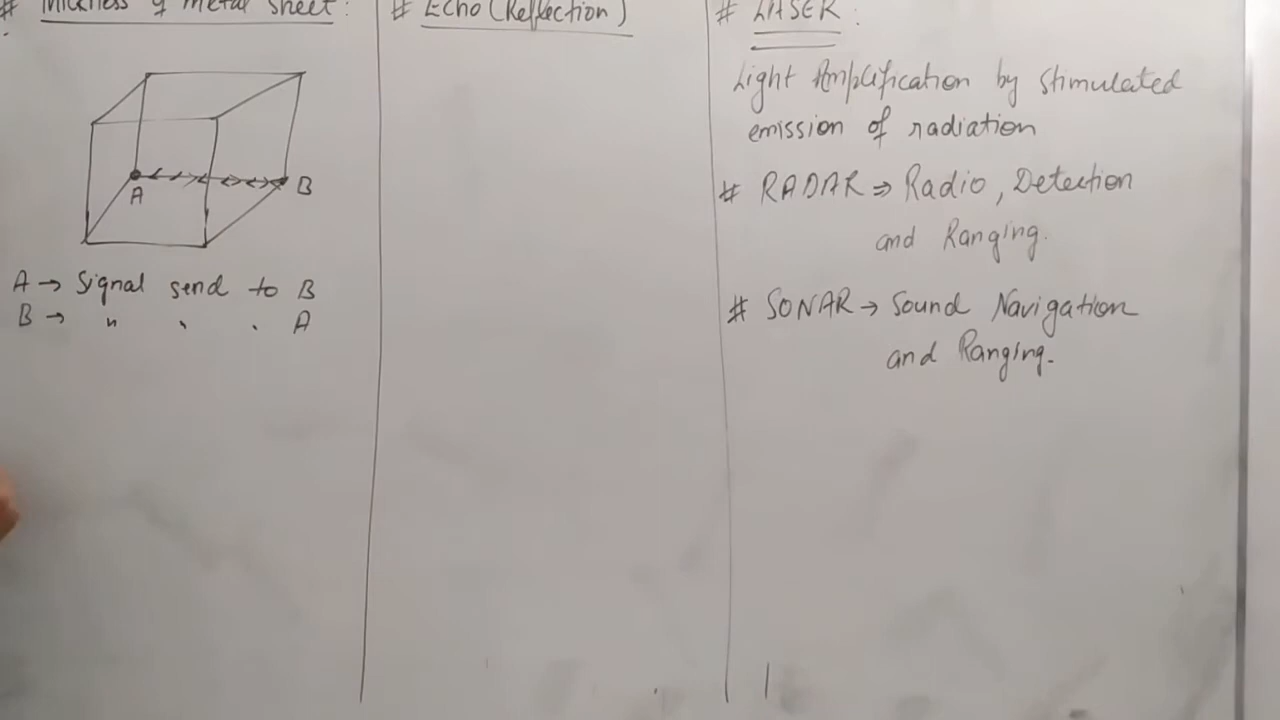 # Thickness of Metal Sheet :
A
B
A → Signal send to B
B → " " " A
# Echo (Reflection)
# LASER :
Light Amplification by Stimulated
emission of radiation
# RADAR ⇒ Radio, Detection
and Ranging.
# SONAR → Sound Navigation
and Ranging.